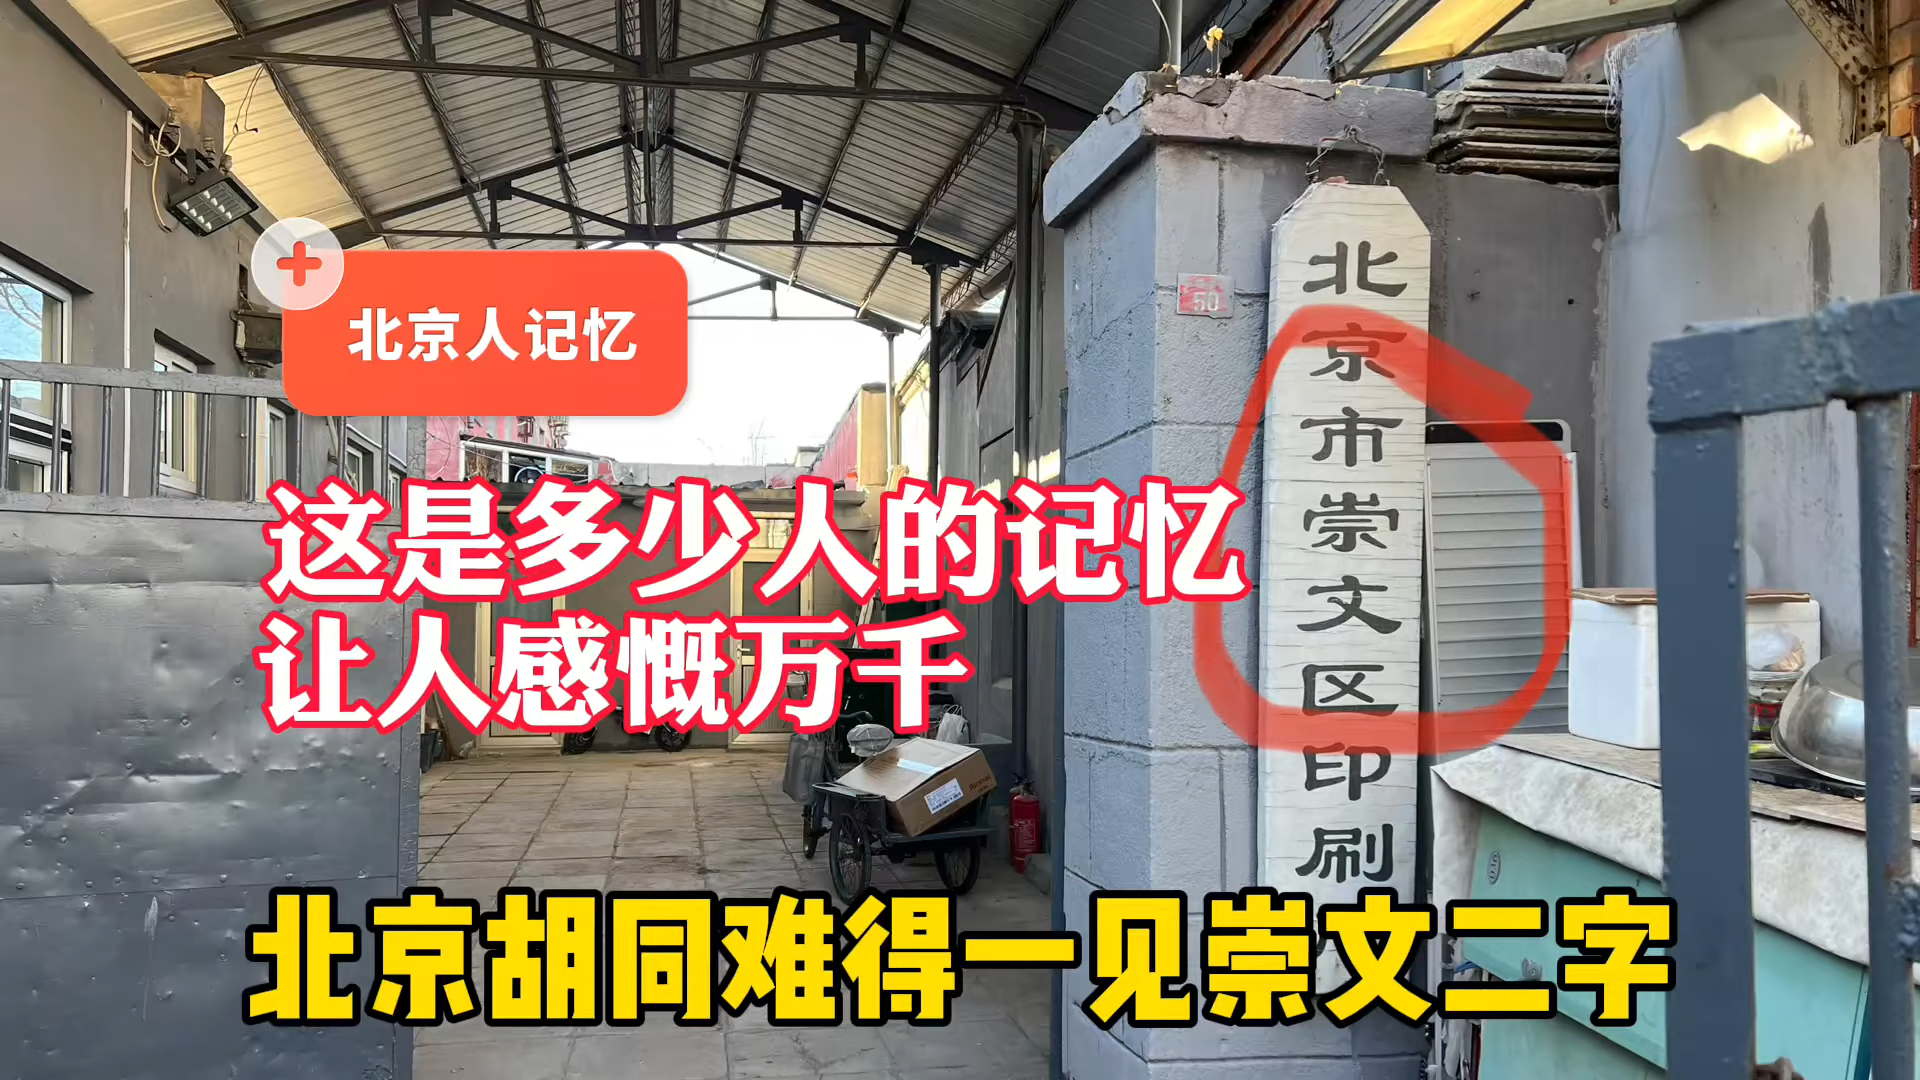 北京人记忆
这是多少人的记忆
让人感慨万千
50
北京市崇文区印刷
北京胡同难得一见崇文二字